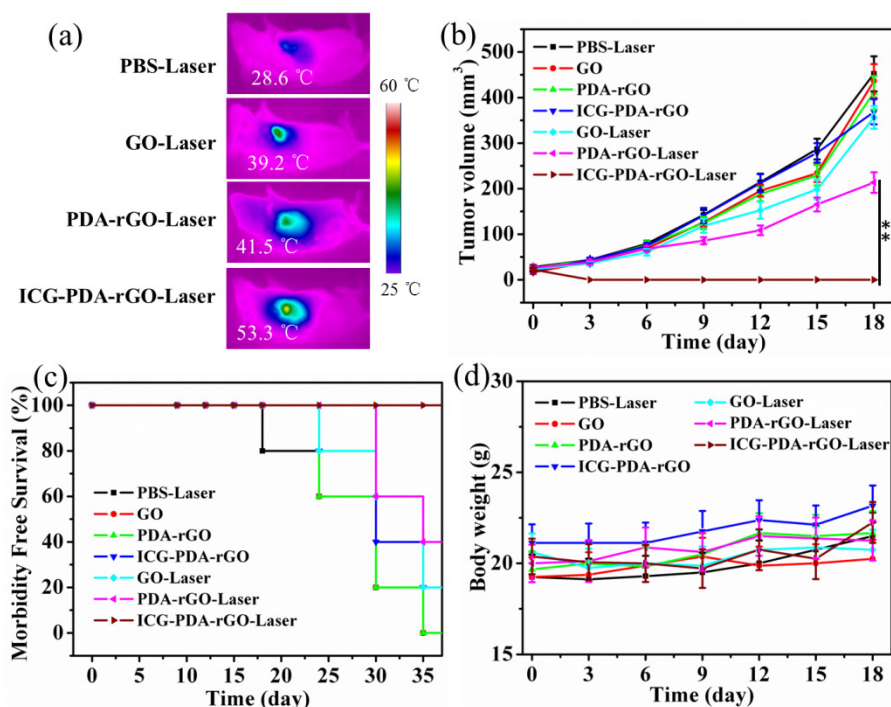 (a)
PBS-Laser
28.6 ℃
GO-Laser
39.2 ℃
PDA-rGO-Laser
41.5 ℃
ICG-PDA-rGO-Laser
53.3 ℃
60 ℃
25 ℃
(b)
Tumor volume (mm³)
500
400
300
200
100
0
PBS-Laser
GO
PDA-rGO
ICG-PDA-rGO
GO-Laser
PDA-rGO-Laser
ICG-PDA-rGO-Laser
**
0 3 6 9 12 15 18
Time (day)
(c)
Morbidity Free Survival (%)
100
80
60
40
20
0
PBS-Laser
GO
PDA-rGO
ICG-PDA-rGO
GO-Laser
PDA-rGO-Laser
ICG-PDA-rGO-Laser
0 5 10 15 20 25 30 35
Time (day)
(d)
Body weight (g)
30
25
20
15
PBS-Laser
GO
PDA-rGO
ICG-PDA-rGO
GO-Laser
PDA-rGO-Laser
ICG-PDA-rGO-Laser
0 3 6 9 12 15 18
Time (day)